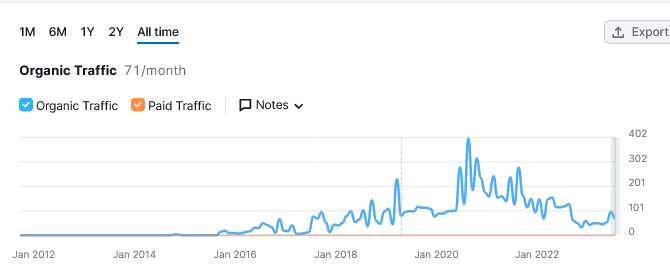 1M 6M 1Y 2Y All time Export
Organic Traffic 71/month
Organic Traffic Paid Traffic Notes
402
302
201
101
0
Jan 2012 Jan 2014 Jan 2016 Jan 2018 Jan 2020 Jan 2022